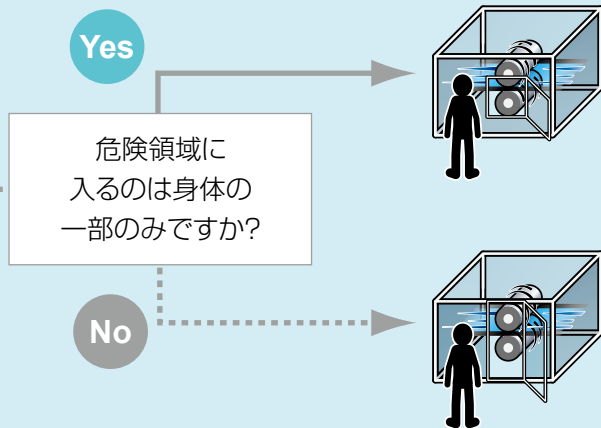 Yes
危険領域に
入るのは身体の
一部のみですか?
No